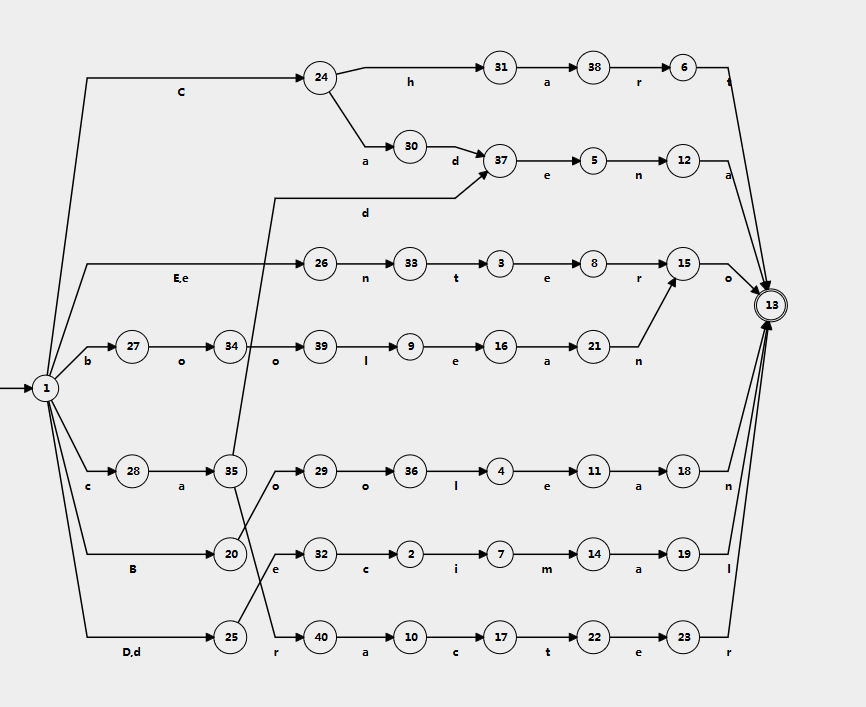 24 31 38 6
C h a r t
30 37 5 12
a d e n a
d
26 33 3 8 15
E,e n t e r o
13
27 34 39 9 16 21
b o o l e a n
1
28 35 29 36 4 11 18
c a o o l e a n
20 32 2 7 14 19
B e c i m a l
25 40 10 17 22 23
D,d r a c t e r